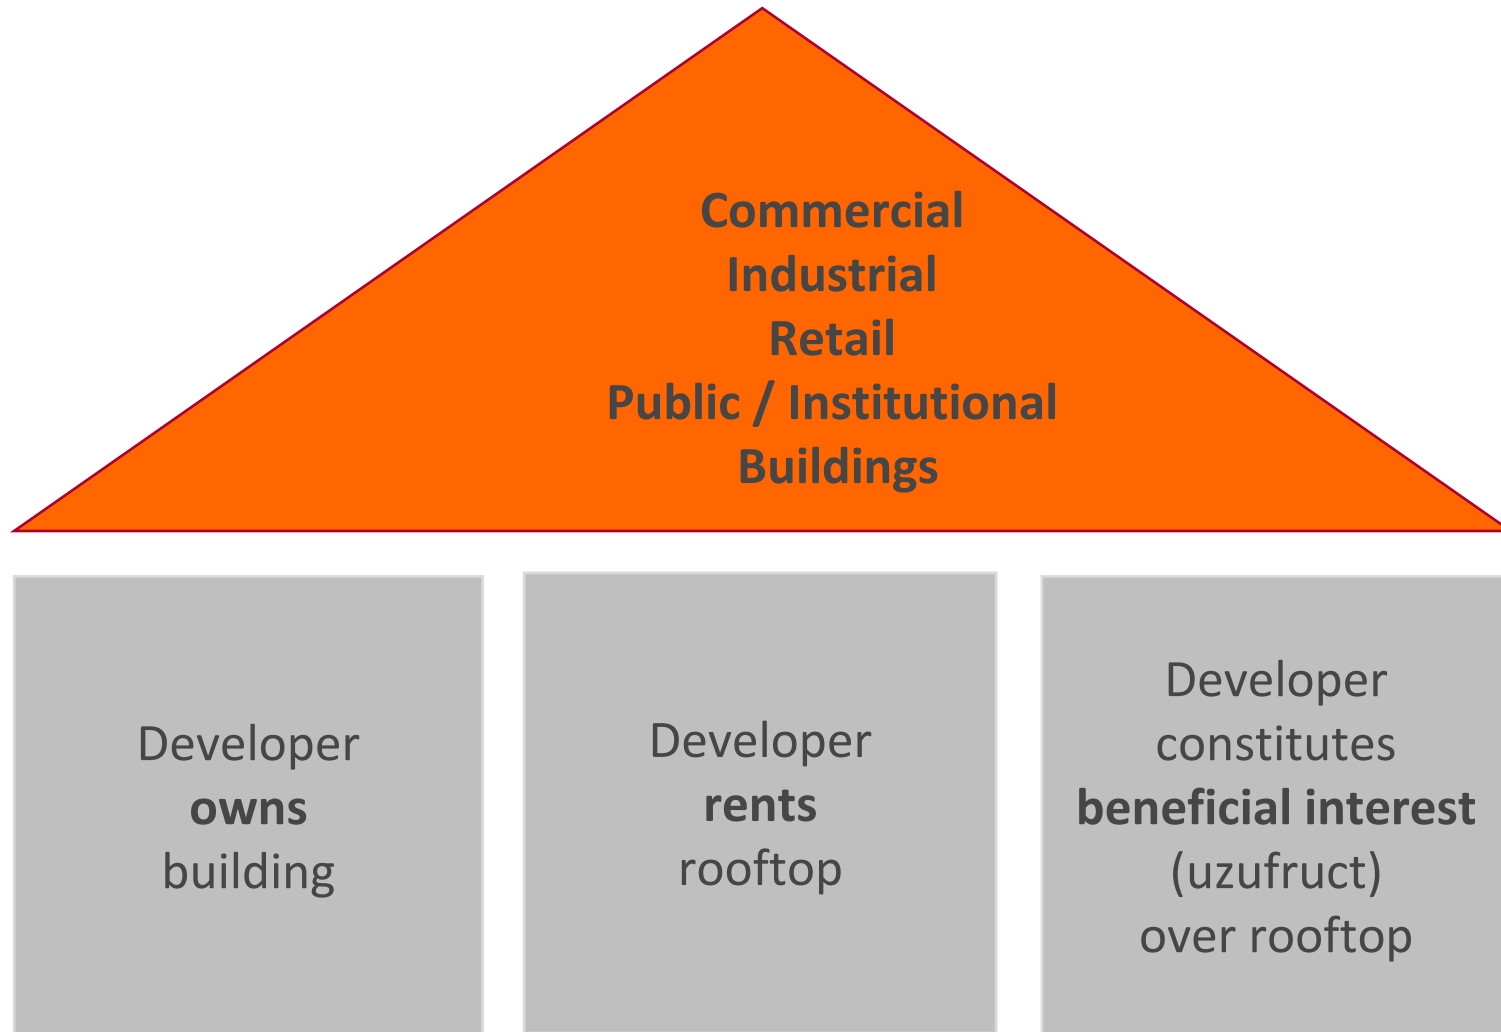 Commercial
Industrial
Retail
Public / Institutional
Buildings
Developer
owns
building
Developer
rents
rooftop
Developer
constitutes
beneficial interest
(uzufruct)
over rooftop